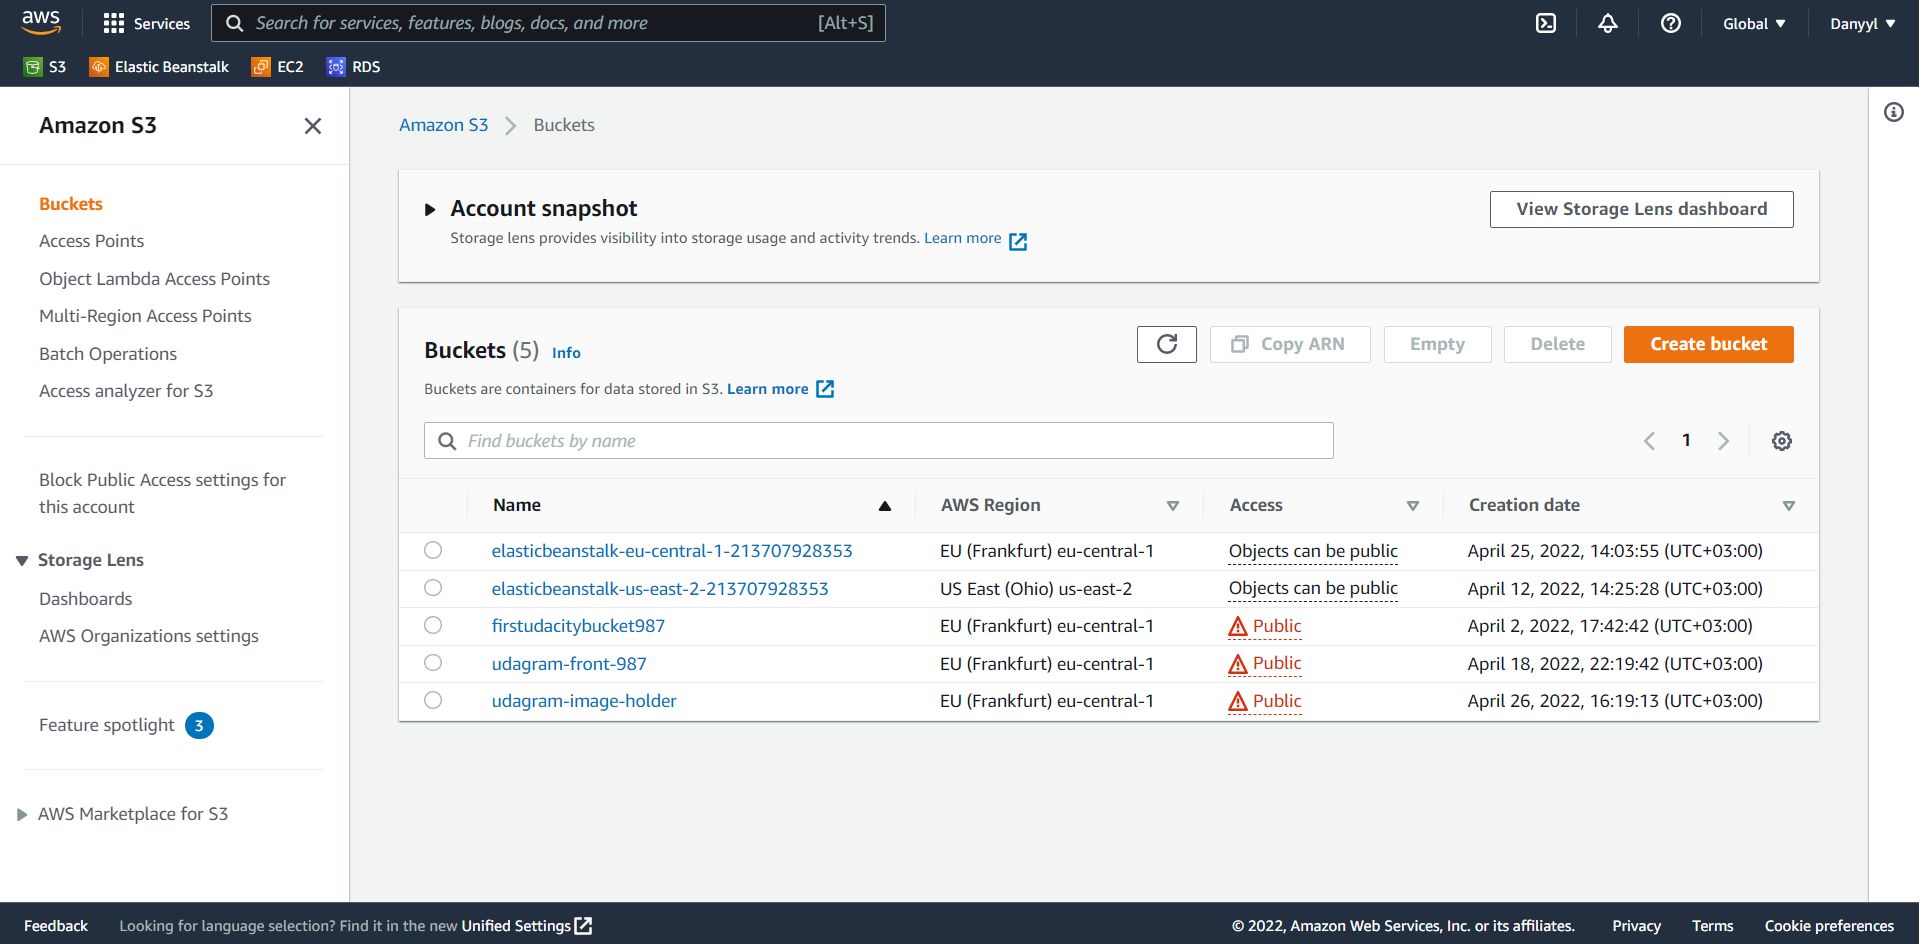 aws Services Search for services, features, blogs, docs, and more [Alt+S] Global Danyyl
S3 Elastic Beanstalk EC2 RDS
Amazon S3
Buckets
Access Points
Object Lambda Access Points
Multi-Region Access Points
Batch Operations
Access analyzer for S3
Block Public Access settings for
this account
Storage Lens
Dashboards
AWS Organizations settings
Feature spotlight 3
AWS Marketplace for S3
Amazon S3 Buckets
Account snapshot View Storage Lens dashboard
Storage lens provides visibility into storage usage and activity trends. Learn more
Buckets (5) Info Copy ARN Empty Delete Create bucket
Buckets are containers for data stored in S3. Learn more
Find buckets by name 1
Name AWS Region Access Creation date
elasticbeanstalk-eu-central-1-213707928353 EU (Frankfurt) eu-central-1 Objects can be public April 25, 2022, 14:03:55 (UTC+03:00)
elasticbeanstalk-us-east-2-213707928353 US East (Ohio) us-east-2 Objects can be public April 12, 2022, 14:25:28 (UTC+03:00)
firstudacitybucket987 EU (Frankfurt) eu-central-1 Public April 2, 2022, 17:42:42 (UTC+03:00)
udagram-front-987 EU (Frankfurt) eu-central-1 Public April 18, 2022, 22:19:42 (UTC+03:00)
udagram-image-holder EU (Frankfurt) eu-central-1 Public April 26, 2022, 16:19:13 (UTC+03:00)
Feedback Looking for language selection? Find it in the new Unified Settings © 2022, Amazon Web Services, Inc. or its affiliates. Privacy Terms Cookie preferences